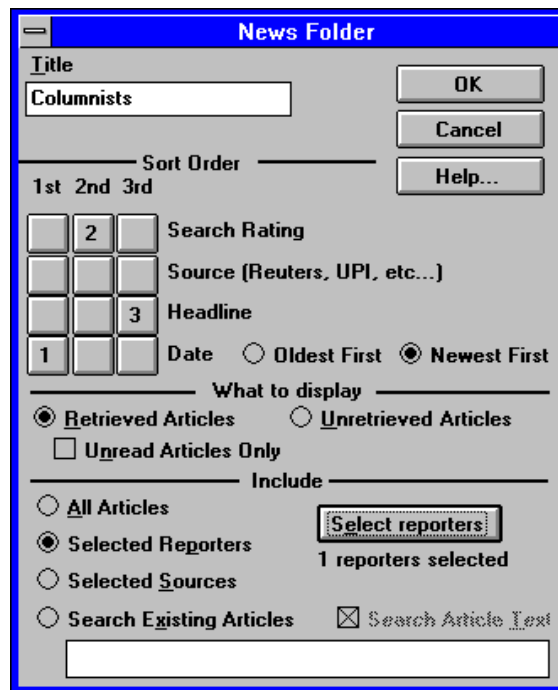 News Folder
Title
Columnists
OK
Cancel
Help...
Sort Order
1st 2nd 3rd
2 Search Rating
Source (Reuters, UPI, etc...)
3 Headline
1 Date Oldest First Newest First
What to display
Retrieved Articles Unretrieved Articles
Unread Articles Only
Include
All Articles
Select reporters
Selected Reporters
1 reporters selected
Selected Sources
Search Existing Articles Search Article Text